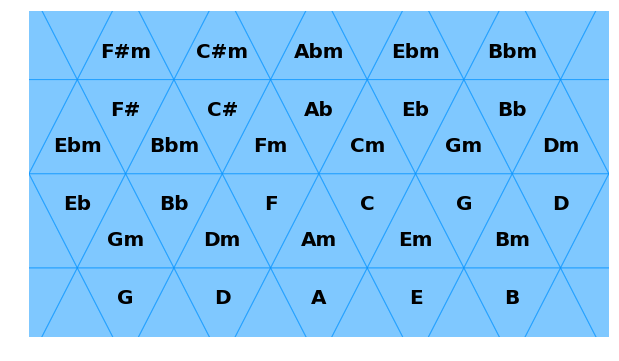 F#m C#m Abm Ebm Bbm
F# C# Ab Eb Bb
Ebm Bbm Fm Cm Gm Dm
Eb Bb F C G D
Gm Dm Am Em Bm
G D A E B